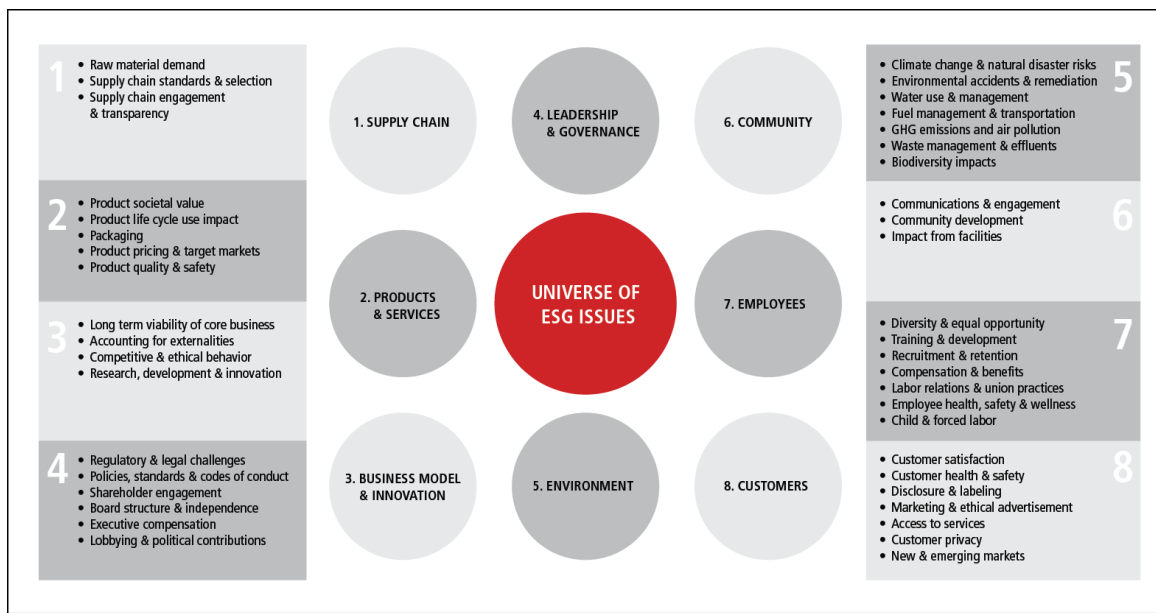 1
• Raw material demand
• Supply chain standards & selection
• Supply chain engagement
& transparency
2
• Product societal value
• Product life cycle use impact
• Packaging
• Product pricing & target markets
• Product quality & safety
3
• Long term viability of core business
• Accounting for externalities
• Competitive & ethical behavior
• Research, development & innovation
4
• Regulatory & legal challenges
• Policies, standards & codes of conduct
• Shareholder engagement
• Board structure & independence
• Executive compensation
• Lobbying & political contributions
1. SUPPLY CHAIN
4. LEADERSHIP
& GOVERNANCE
6. COMMUNITY
2. PRODUCTS
& SERVICES
UNIVERSE OF
ESG ISSUES
7. EMPLOYEES
3. BUSINESS MODEL
& INNOVATION
5. ENVIRONMENT
8. CUSTOMERS
5
• Climate change & natural disaster risks
• Environmental accidents & remediation
• Water use & management
• Fuel management & transportation
• GHG emissions and air pollution
• Waste management & effluents
• Biodiversity impacts
6
• Communications & engagement
• Community development
• Impact from facilities
7
• Diversity & equal opportunity
• Training & development
• Recruitment & retention
• Compensation & benefits
• Labor relations & union practices
• Employee health, safety & wellness
• Child & forced labor
8
• Customer satisfaction
• Customer health & safety
• Disclosure & labeling
• Marketing & ethical advertisement
• Access to services
• Customer privacy
• New & emerging markets